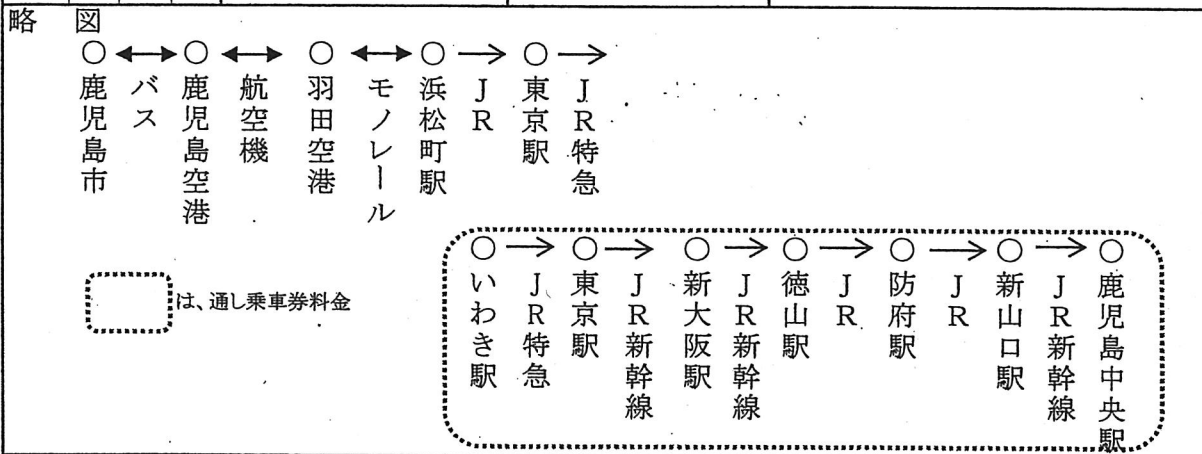 略 図
○ ←→ ○ ←→ ○ ←→ ○ → ○ →
鹿児島市
バス
鹿児島空港
航空機
羽田空港
モノレール
浜松町駅
JR
東京駅
JR特急
○ → ○ → ○ → ○ → ○ → ○ → ○
いわき駅
JR特急
東京駅
JR新幹線
新大阪駅
JR新幹線
徳山駅
JR
防府駅
JR
新山口駅
JR新幹線
鹿児島中央駅
は、通し乗車券料金